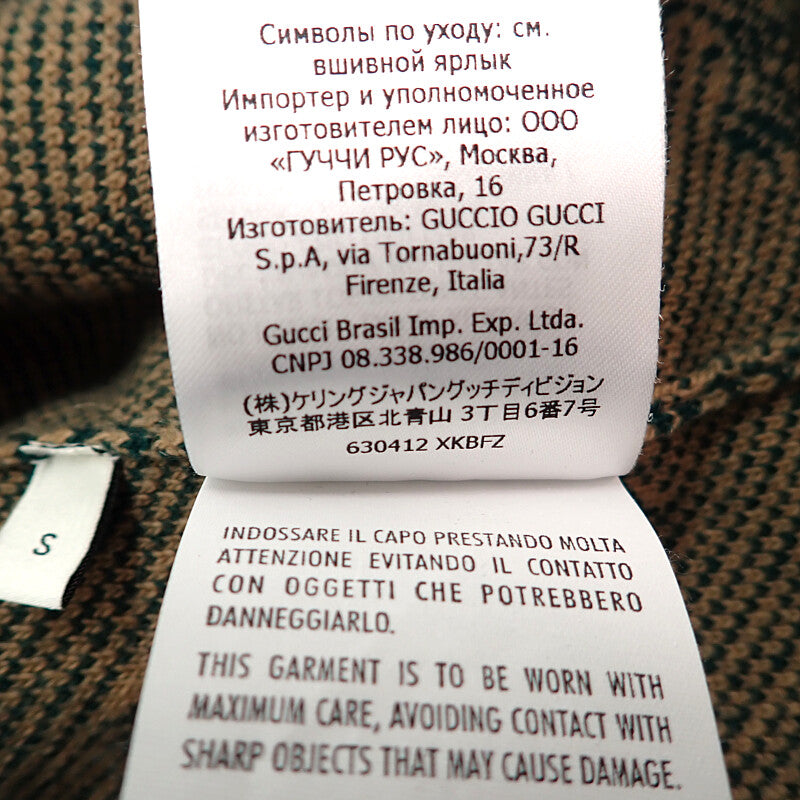 Символы по уходу: см.
вшивной ярлык
Импортер и уполномоченное
изготовителем лицо: ООО
«ГУЧЧИ РУС», Москва,
Петровка, 16
Изготовитель: GUCCIO GUCCI
S.p.A, via Tornabuoni,73/R
Firenze, Italia
Gucci Brasil Imp. Exp. Ltda.
CNPJ 08.338.986/0001-16
(株)ケリングジャパングッチディビジョン
東京都港区北青山 3丁目6番7号
630412 XKBFZ
S
INDOSSARE IL CAPO PRESTANDO MOLTA
ATTENZIONE EVITANDO IL CONTATTO
CON OGGETTI CHE POTREBBERO
DANNEGGIARLO.
THIS GARMENT IS TO BE WORN WITH
MAXIMUM CARE, AVOIDING CONTACT WITH
SHARP OBJECTS THAT MAY CAUSE DAMAGE.